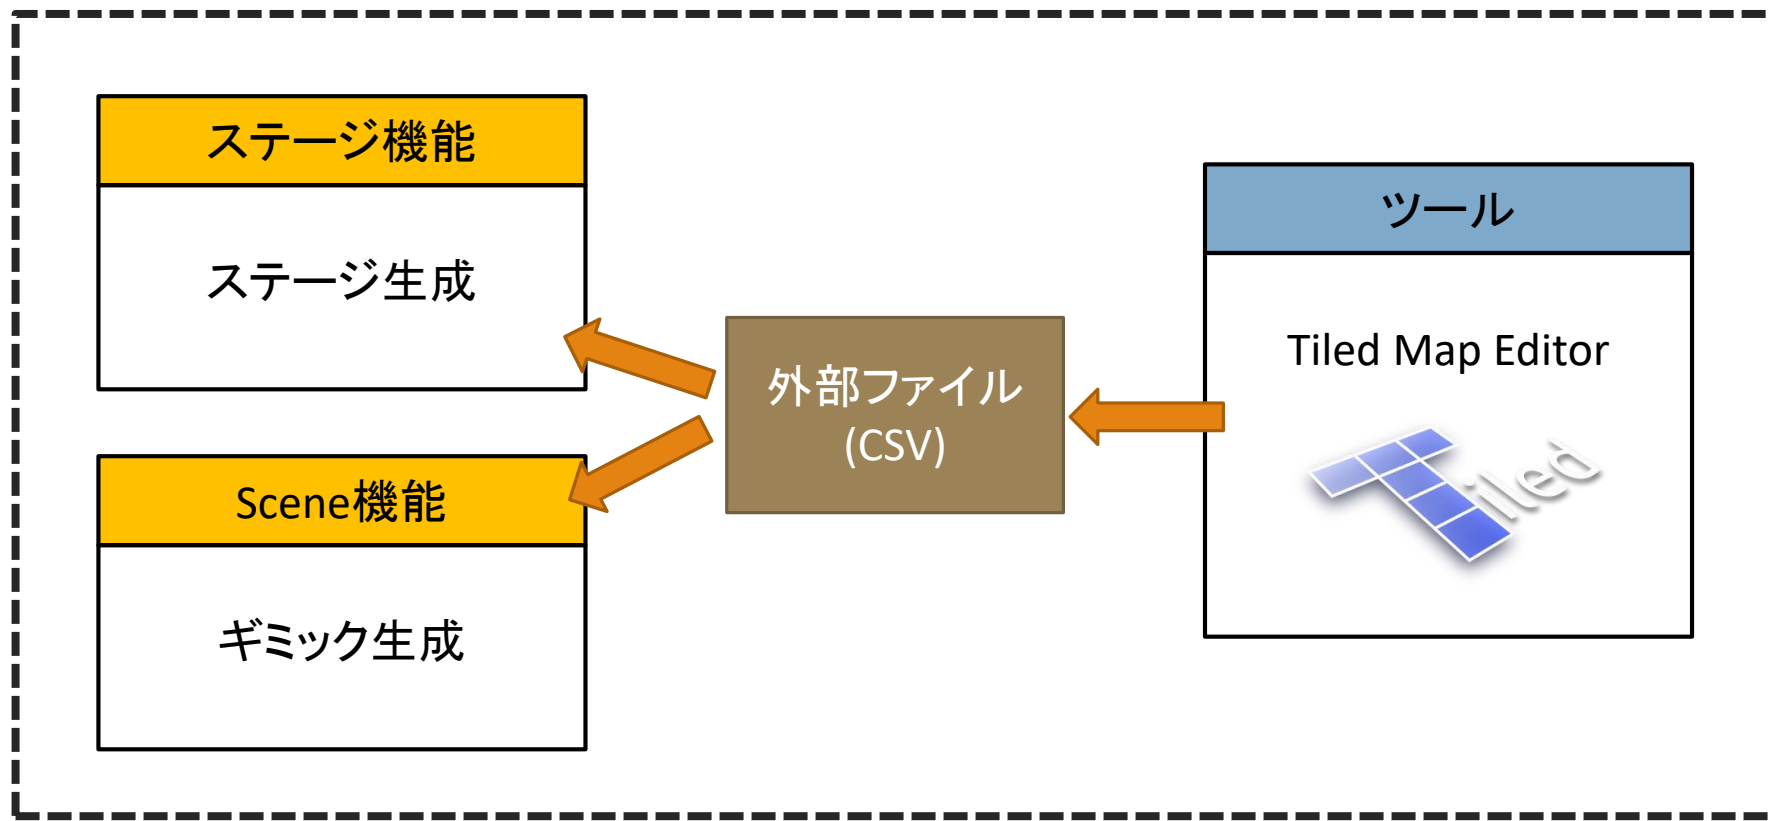 ステージ機能
ステージ生成
Scene機能
ギミック生成
外部ファイル
(CSV)
ツール
Tiled Map Editor
Tiled